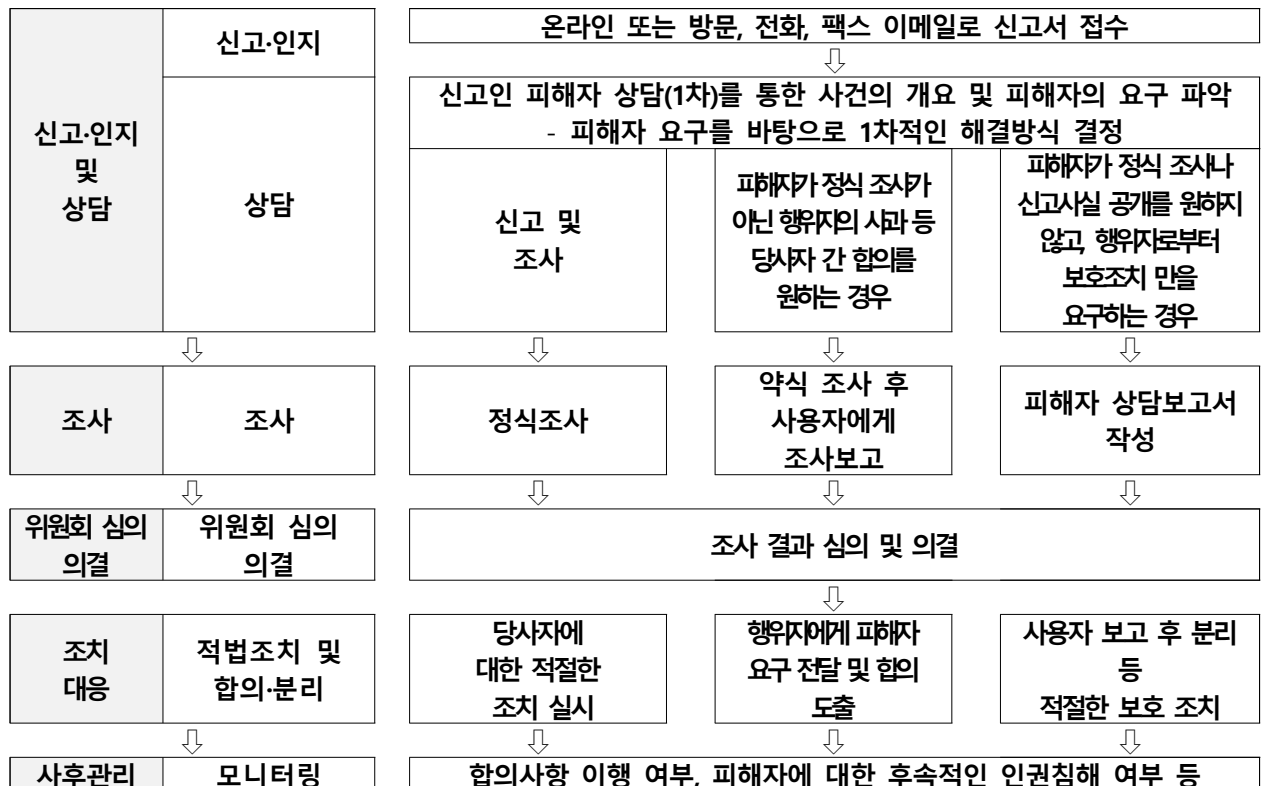 신고·인지
및
상담
신고·인지
온라인 또는 방문, 전화, 팩스 이메일로 신고서 접수
상담
신고인 피해자 상담(1차)를 통한 사건의 개요 및 피해자의 요구 파악
- 피해자 요구를 바탕으로 1차적인 해결방식 결정
신고 및
조사
피해자가 정식 조사가
아닌 행위자의 사과 등
당사자 간 합의를
원하는 경우
피해자가 정식 조사나
신고사실 공개를 원하지
않고, 행위자로부터
보호조치 만을
요구하는 경우
조사
조사
정식조사
약식 조사 후
사용자에게
조사보고
피해자 상담보고서
작성
위원회 심의
의결
위원회 심의
의결
조사 결과 심의 및 의결
조치
대응
적법조치 및
합의·분리
당사자에
대한 적절한
조치 실시
행위자에게 피해자
요구 전달 및 합의
도출
사용자 보고 후 분리
등
적절한 보호 조치
사후관리
모니터링
합의사항 이행 여부, 피해자에 대한 후속적인 인권침해 여부 등